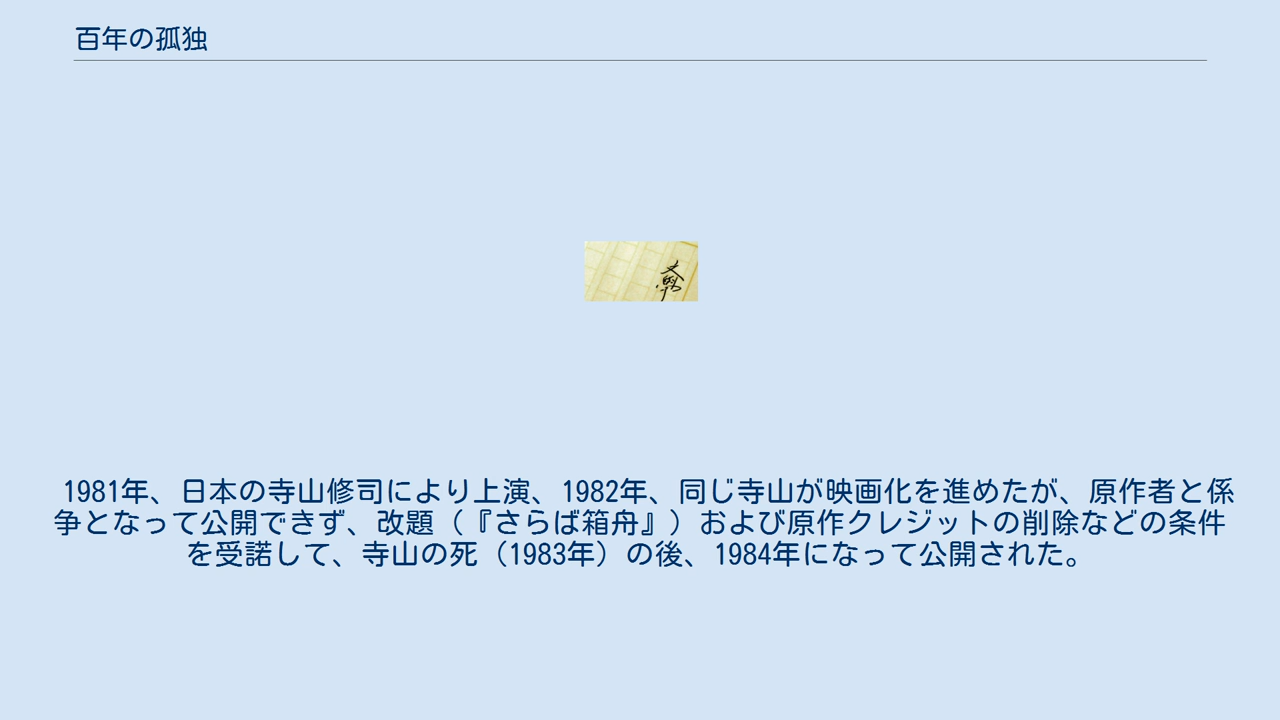 百年の孤独
1981年、日本の寺山修司により上演、1982年、同じ寺山が映画化を進めたが、原作者と係
争となって公開できず、改題（『さらば箱舟』）および原作クレジットの削除などの条件
を受諾して、寺山の死（1983年）の後、1984年になって公開された。